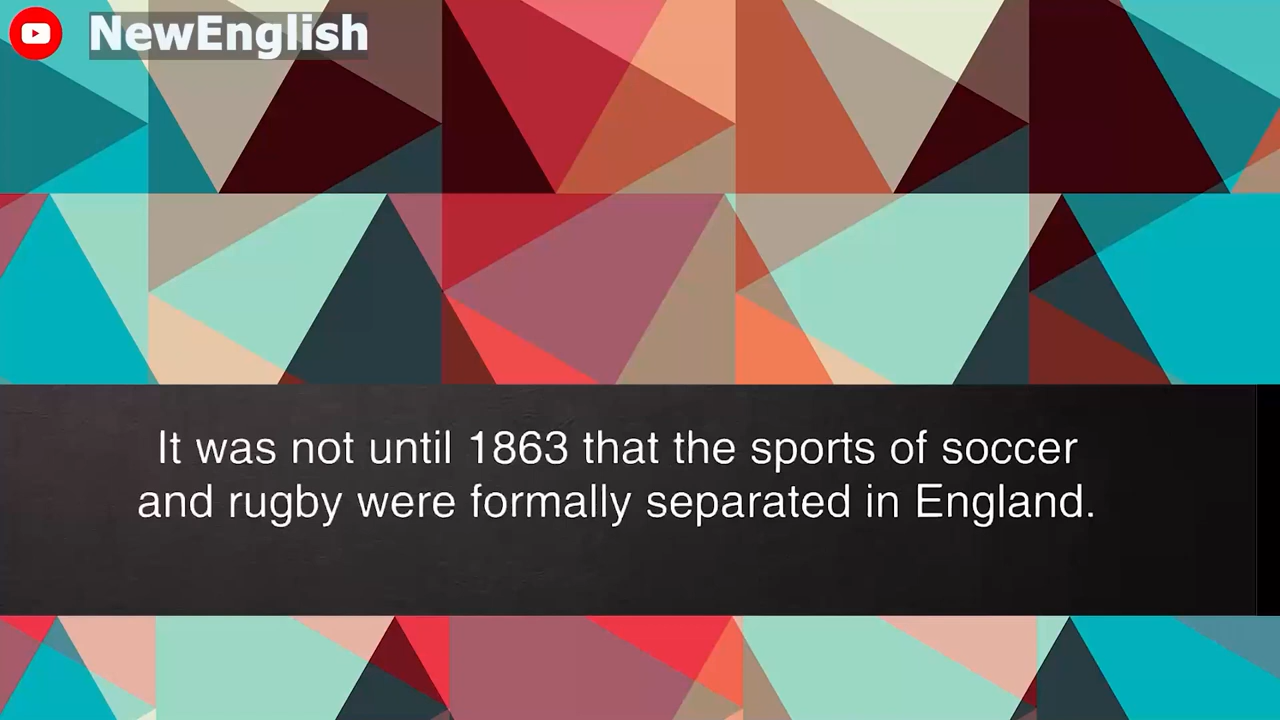 NewEnglish
It was not until 1863 that the sports of soccer
and rugby were formally separated in England.